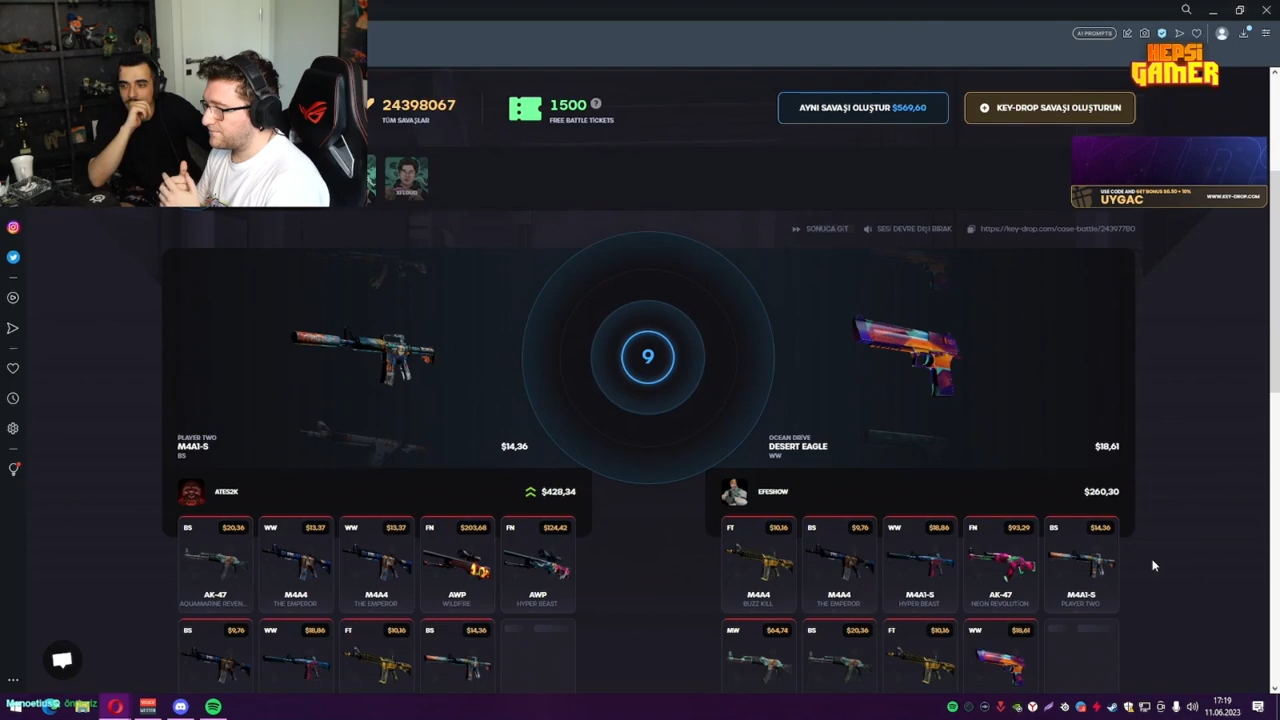 AI PROMPTS
HEPSİ
GAMER
24398067
TÜM SAVAŞLAR
1500 ?
FREE BATTLE TICKETS
AYNI SAVAŞI OLUŞTUR $569,60
KEY-DROP SAVAŞI OLUŞTURUN
USE CODE AND GET BONUS $0.50 + 10%
UYGAC
WWW.KEY-DROP.COM
SONUCA GİT
SESİ DEVRE DIŞI BIRAK
https://key-drop.com/case-battle/24397780
9
PLAYER TWO
M4A1-S
$14,36
BS
OCEAN DRIVE
DESERT EAGLE
$18,61
WW
ATES2K
$428,34
EFESHOW
$260,30
BS $20,36
WW $13,37
WW $13,37
FN $203,68
FN $124,42
FT $10,16
BS $9,76
WW $18,86
FN $93,29
BS $14,36
AK-47
M4A4
M4A4
AWP
AWP
M4A4
M4A4
M4A1-S
AK-47
M4A1-S
AQUAMARINE REVEN...
THE EMPEROR
THE EMPEROR
WILDFIRE
HYPER BEAST
BUZZ KILL
THE EMPEROR
HYPER BEAST
NEON REVOLUTION
PLAYER TWO
BS $9,76
WW $18,86
FT $10,16
BS $14,36
MW $64,74
BS $20,36
FT $10,16
WW $18,61
17:19
11.06.2023